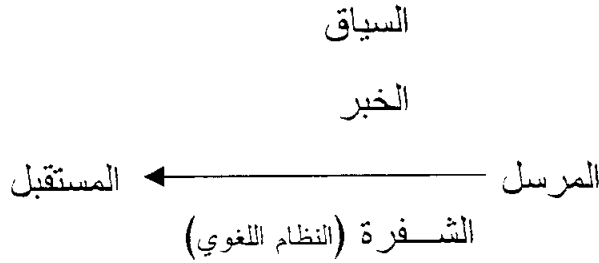 السياق
الخبر
المرسل المستقبل
الشفرة (النظام اللغوي)